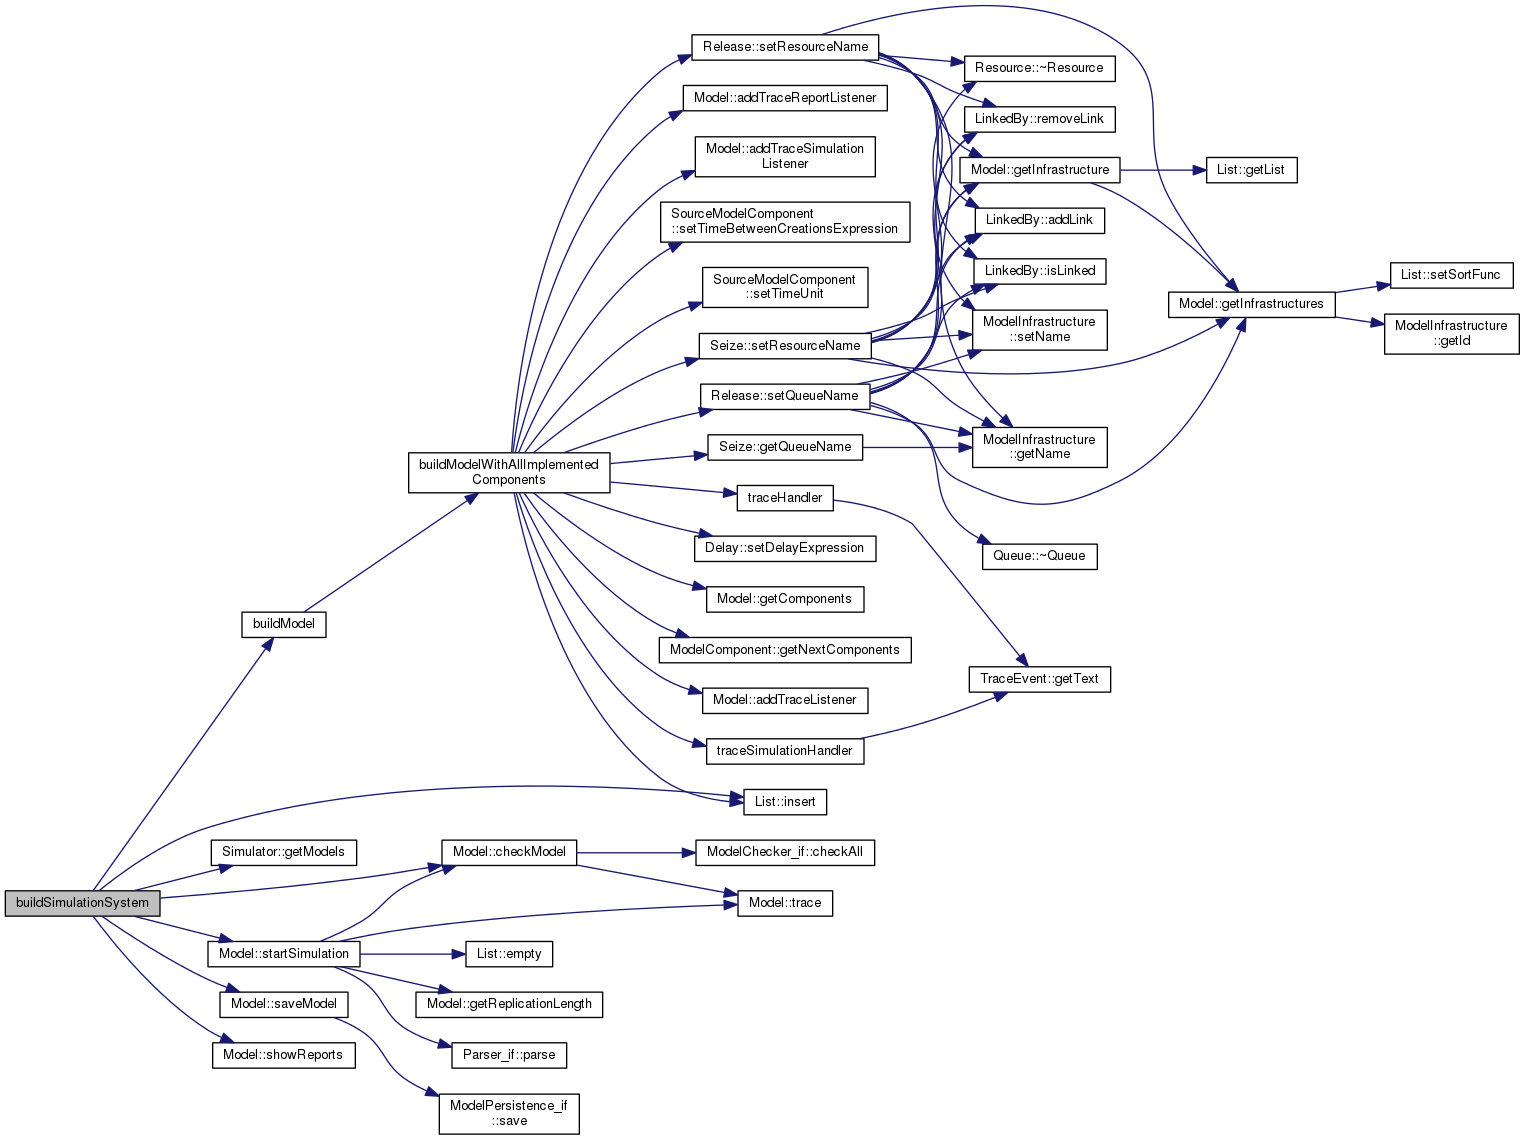 Release::setResourceName
Resource::~Resource
Model::addTraceReportListener
LinkedBy::removeLink
Model::addTraceSimulation
Listener
Model::getInfrastructure
List::getList
SourceModelComponent
::setTimeBetweenCreationsExpression
LinkedBy::addLink
LinkedBy::isLinked
List::setSortFunc
SourceModelComponent
::setTimeUnit
Model::getInfrastructures
ModelInfrastructure
::setName
ModelInfrastructure
::getId
Seize::setResourceName
Release::setQueueName
Seize::getQueueName
ModelInfrastructure
::getName
buildModelWithAllImplemented
Components
traceHandler
Delay::setDelayExpression
Queue::~Queue
Model::getComponents
buildModel
ModelComponent::getNextComponents
TraceEvent::getText
Model::addTraceListener
traceSimulationHandler
List::insert
Simulator::getModels
Model::checkModel
ModelChecker_if::checkAll
buildSimulationSystem
Model::trace
Model::startSimulation
List::empty
Model::saveModel
Model::getReplicationLength
Model::showReports
Parser_if::parse
ModelPersistence_if
::save